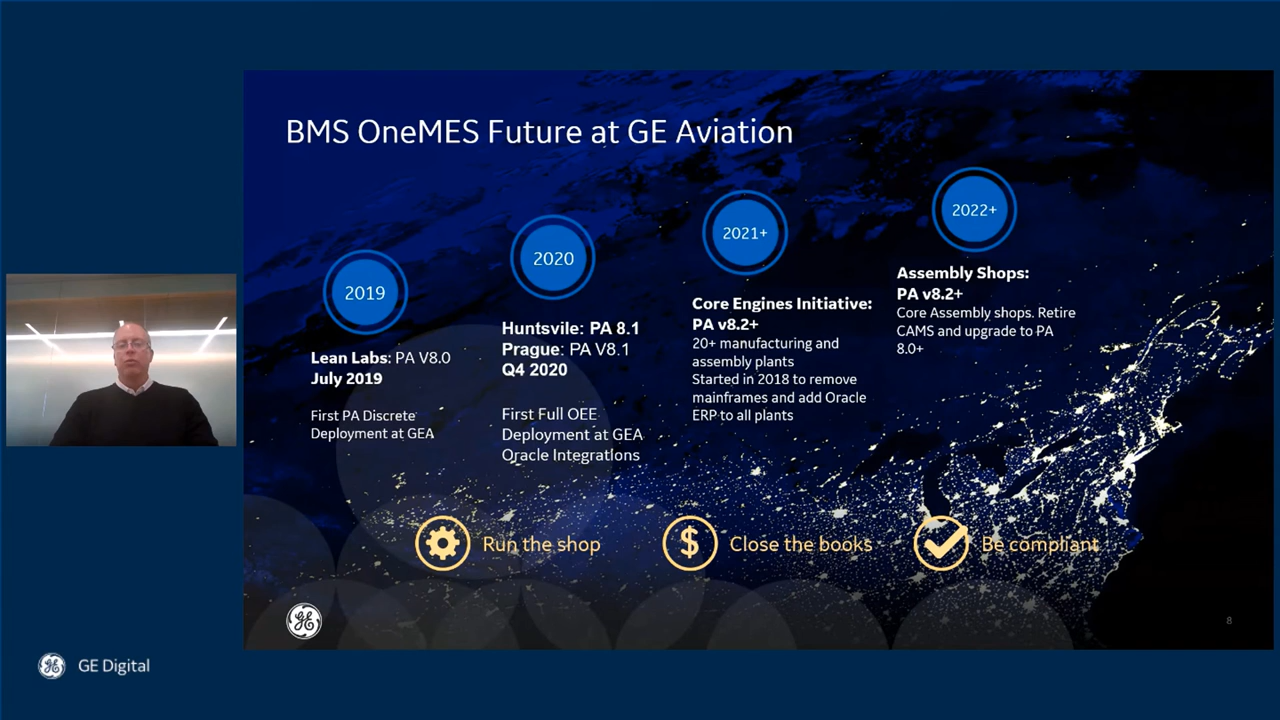 BMS OneMES Future at GE Aviation
2019
Lean Labs: PA V8.0
July 2019
First PA Discrete
Deployment at GEA
2020
Huntsville: PA 8.1
Prague: PA V8.1
Q4 2020
First Full OEE
Deployment at GEA
Oracle Integrations
2021+
Core Engines Initiative:
PA v8.2+
20+ manufacturing and
assembly plants
Started in 2018 to remove
mainframes and add Oracle
ERP to all plants
2022+
Assembly Shops:
PA v8.2+
Core Assembly shops. Retire
CAMS and upgrade to PA
8.0+
Run the shop
$ Close the books
Be compliant
GE
8
GE GE Digital